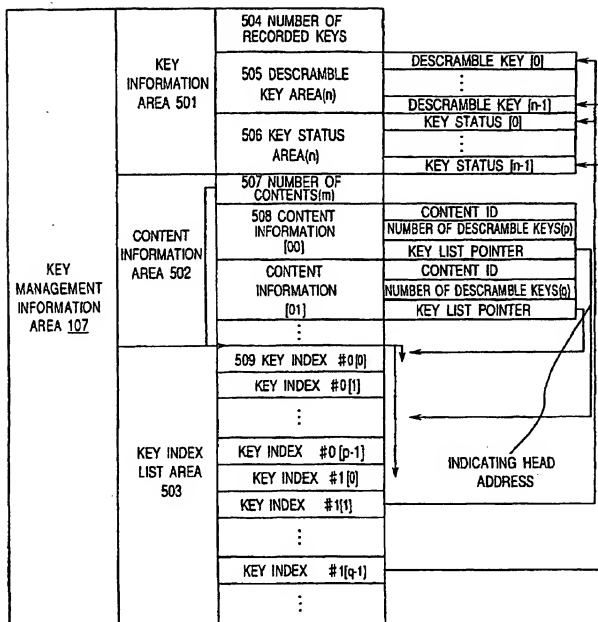 KEY
MANAGEMENT
INFORMATION
AREA 107
KEY
INFORMATION
AREA 501
504 NUMBER OF
RECORDED KEYS
505 DESCRAMBLE
KEY AREA(n)
DESCRAMBLE KEY [0]
⋮
DESCRAMBLE KEY [n-1]
506 KEY STATUS
AREA(n)
KEY STATUS [0]
⋮
KEY STATUS [n-1]
CONTENT
INFORMATION
AREA 502
507 NUMBER OF
CONTENTS(m)
508 CONTENT
INFORMATION
[00]
CONTENT ID
NUMBER OF DESCRAMBLE KEYS(p)
KEY LIST POINTER
CONTENT
INFORMATION
[01]
CONTENT ID
NUMBER OF DESCRAMBLE KEYS(q)
KEY LIST POINTER
⋮
KEY INDEX
LIST AREA
503
509 KEY INDEX #0[0]
KEY INDEX #0[1]
⋮
KEY INDEX #0[p-1]
KEY INDEX #1[0]
KEY INDEX #1[1]
⋮
KEY INDEX #1[q-1]
⋮
INDICATING HEAD
ADDRESS